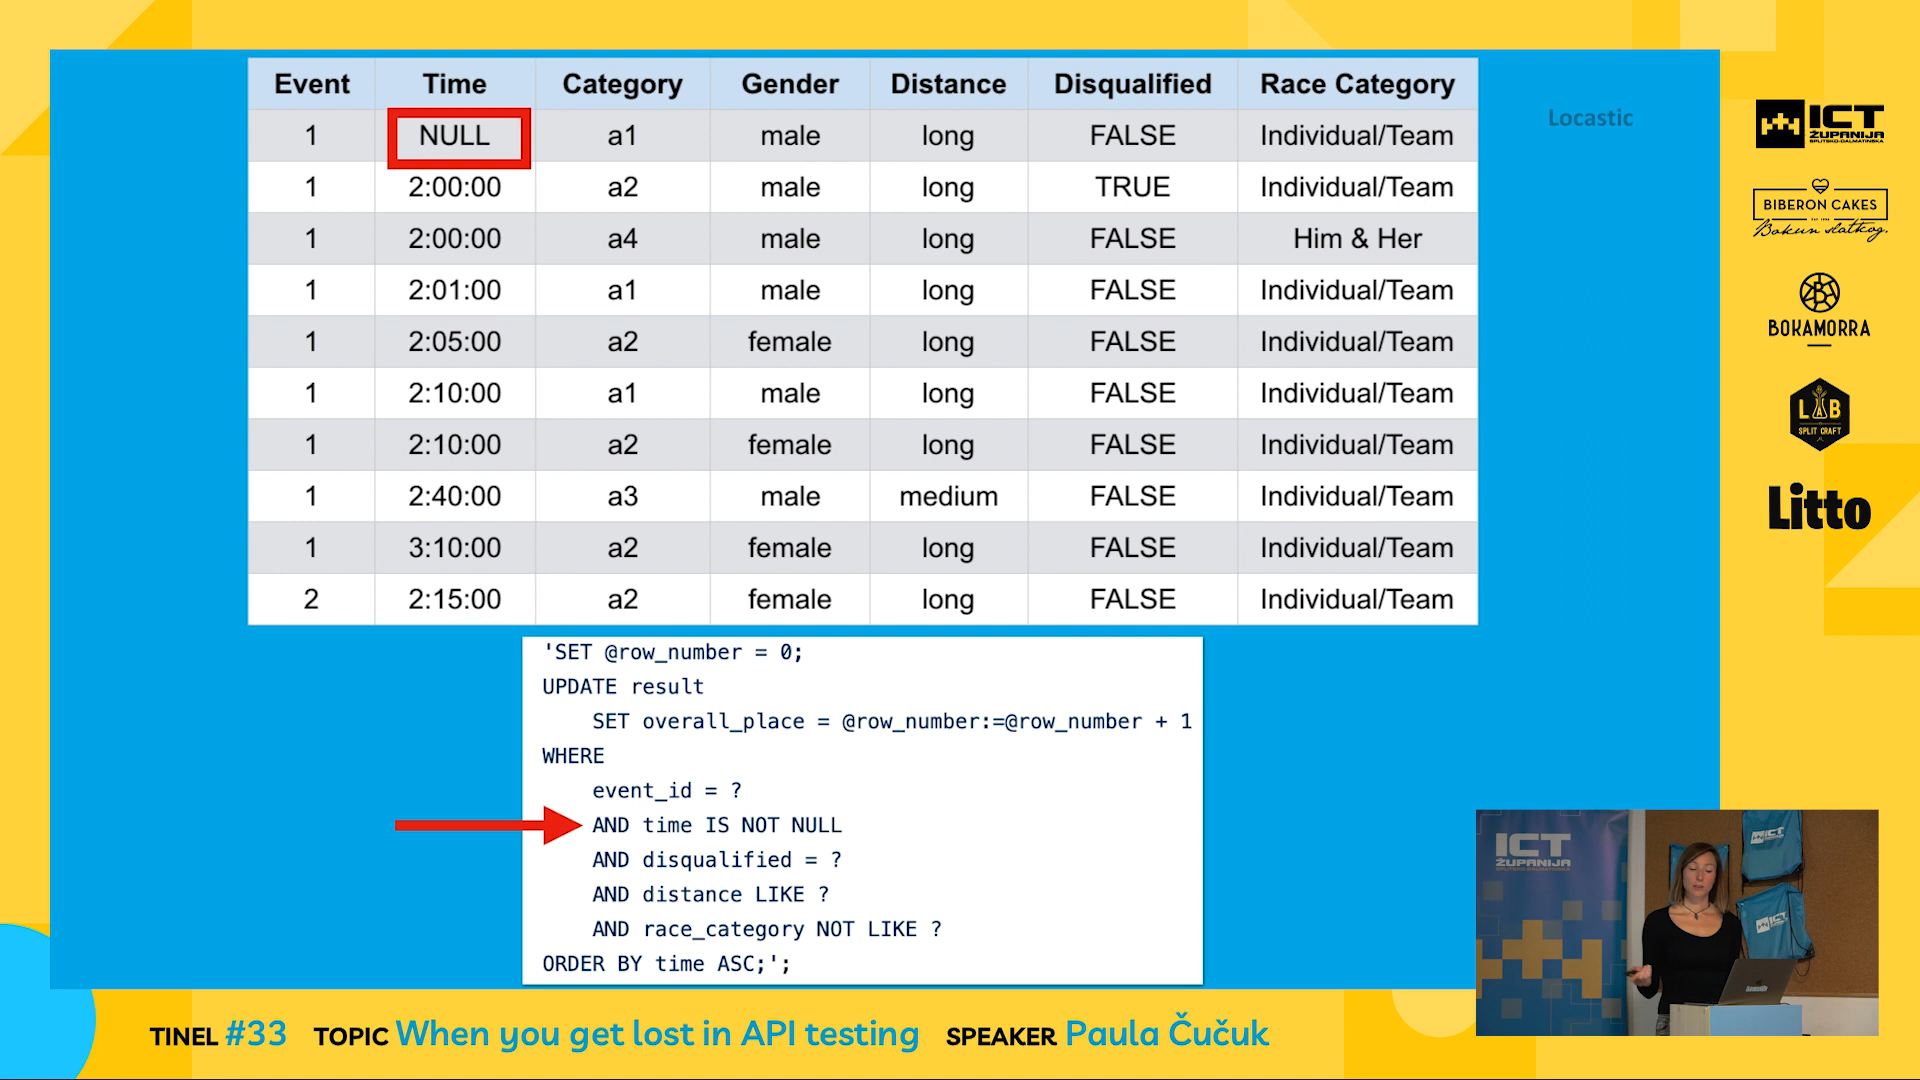 Event Time Category Gender Distance Disqualified Race Category
1 NULL a1 male long FALSE Individual/Team
1 2:00:00 a2 male long TRUE Individual/Team
1 2:00:00 a4 male long FALSE Him & Her
1 2:01:00 a1 male long FALSE Individual/Team
1 2:05:00 a2 female long FALSE Individual/Team
1 2:10:00 a1 male long FALSE Individual/Team
1 2:10:00 a2 female long FALSE Individual/Team
1 2:40:00 a3 male medium FALSE Individual/Team
1 3:10:00 a2 female long FALSE Individual/Team
2 2:15:00 a2 female long FALSE Individual/Team
'SET @row_number = 0;
UPDATE result
SET overall_place = @row_number:=@row_number + 1
WHERE
event_id = ?
AND time IS NOT NULL
AND disqualified = ?
AND distance LIKE ?
AND race_category NOT LIKE ?
ORDER BY time ASC;';
Locastic
ICT
ŽUPANIJA
SPLITSKO-DALMATINSKA
BIBERON CAKES
Bokun slatkog.
BOKAMORRA
LAB
SPLIT CRAFT
Litto
ICT
ŽUPANIJA
ICT
ICT
TINEL #33 TOPIC When you get lost in API testing SPEAKER Paula Čučuk